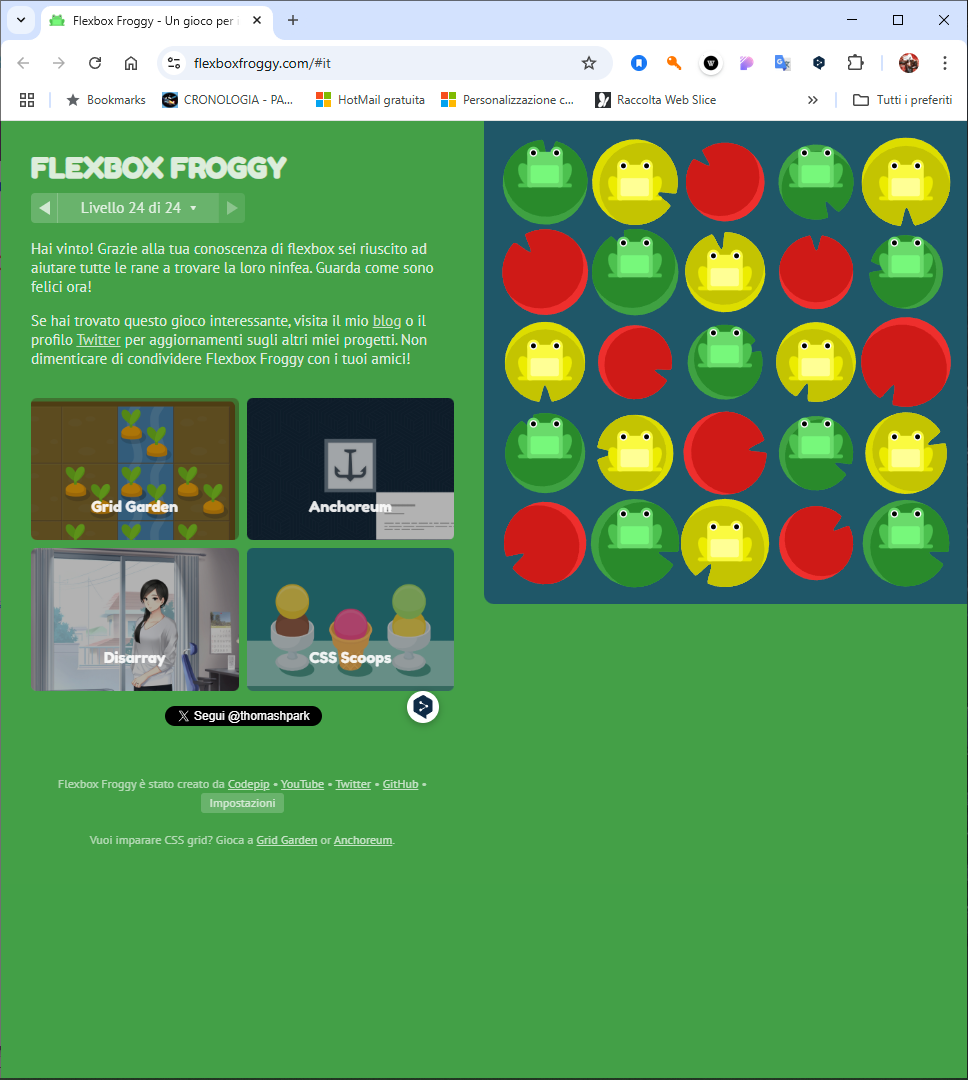 Flexbox Froggy - Un gioco per i
flexboxfroggy.com/#it
Bookmarks
CRONOLOGIA - PA...
HotMail gratuita
Personalizzazione c...
Raccolta Web Slice
Tutti i preferiti
FLEXBOX FROGGY
Livello 24 di 24
Hai vinto! Grazie alla tua conoscenza di flexbox sei riuscito ad
aiutare tutte le rane a trovare la loro ninfea. Guarda come sono
felici ora!
Se hai trovato questo gioco interessante, visita il mio blog o il
profilo Twitter per aggiornamenti sugli altri miei progetti. Non
dimenticare di condividere Flexbox Froggy con i tuoi amici!
Grid Garden
Anchoreum
Disarray
CSS Scoops
Segui @thomashpark
Flexbox Froggy è stato creato da Codepip • YouTube • Twitter • GitHub •
Impostazioni
Vuoi imparare CSS grid? Gioca a Grid Garden or Anchoreum.